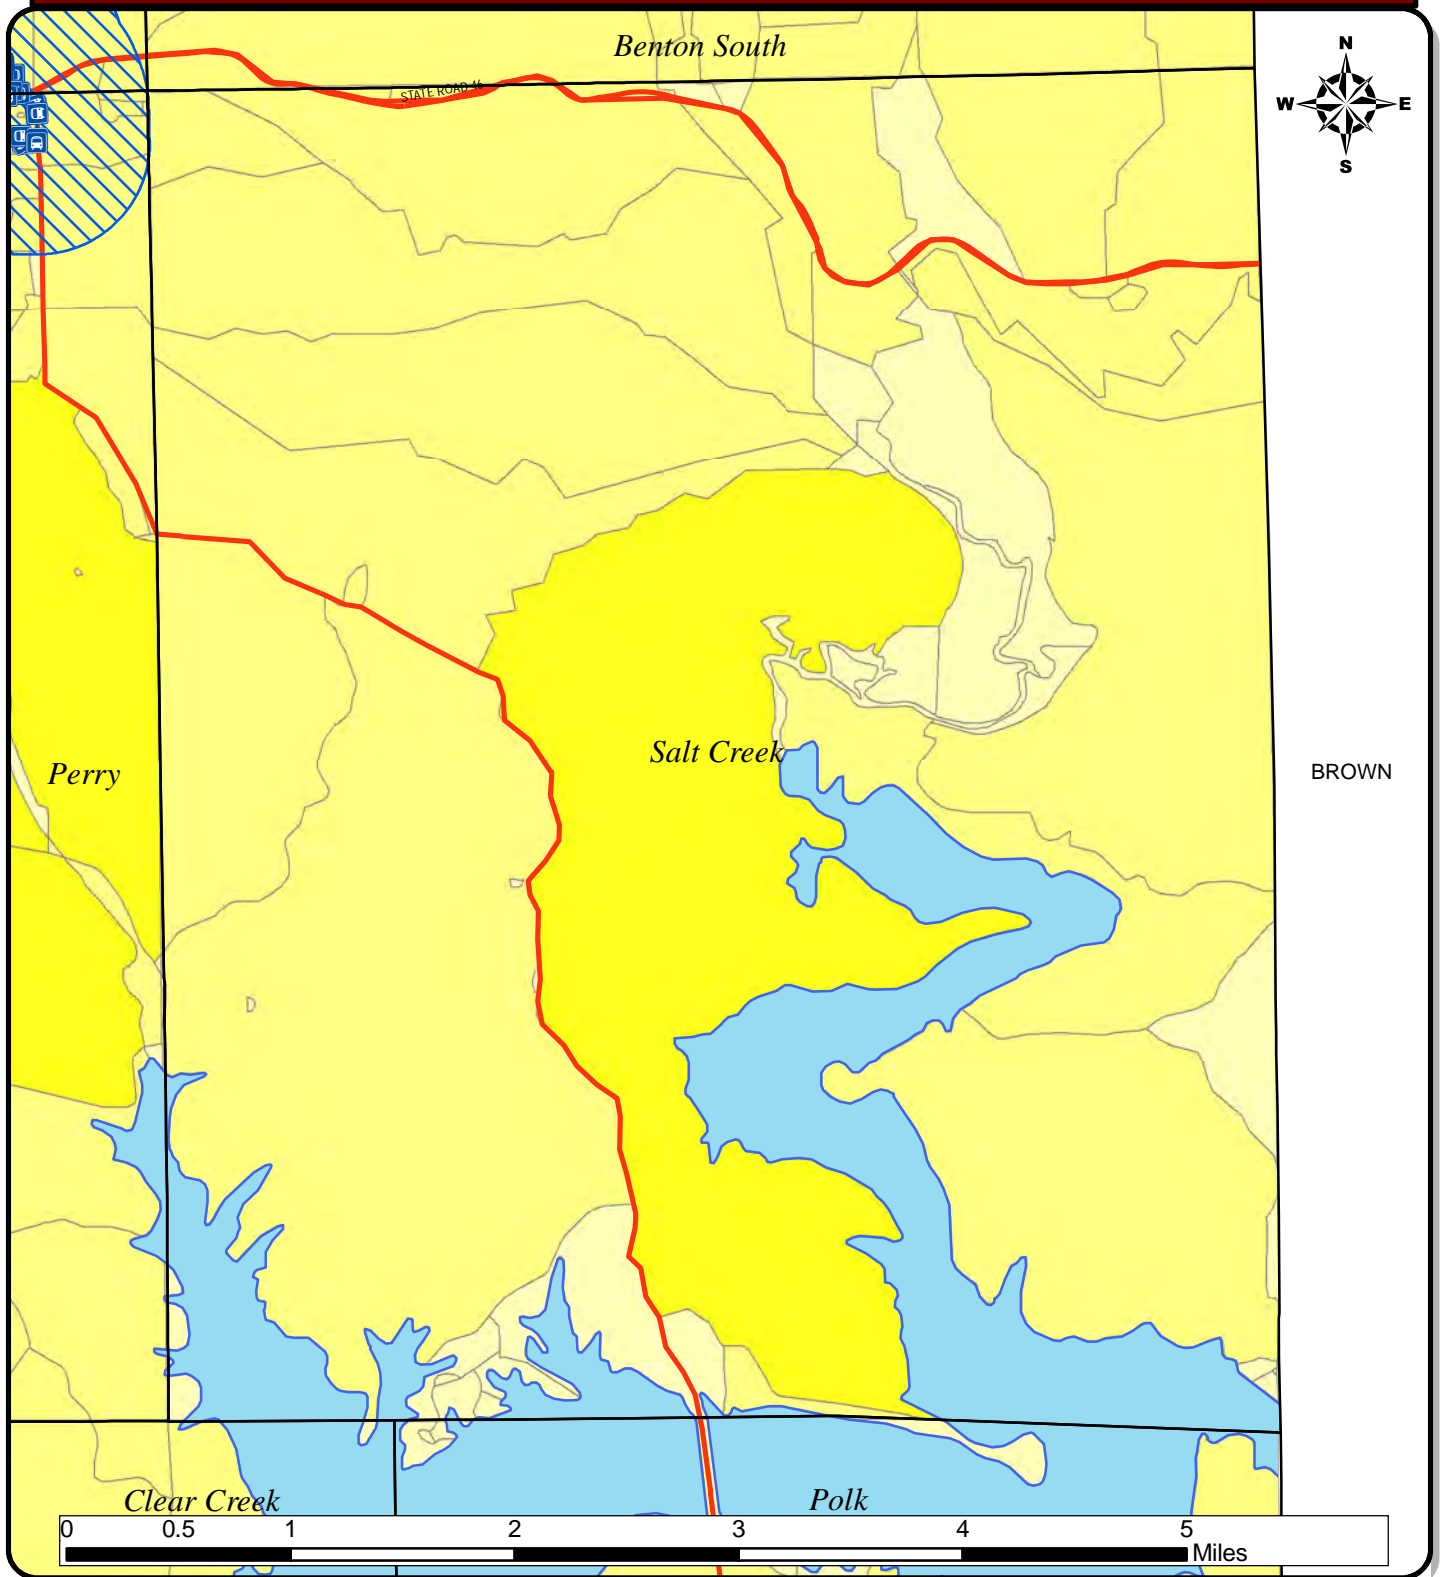 Benton South
N
W E
S
STATE ROAD 46
Salt Creek
Perry
BROWN
Clear Creek
Polk
0 0.5 1 2 3 4 5
Miles